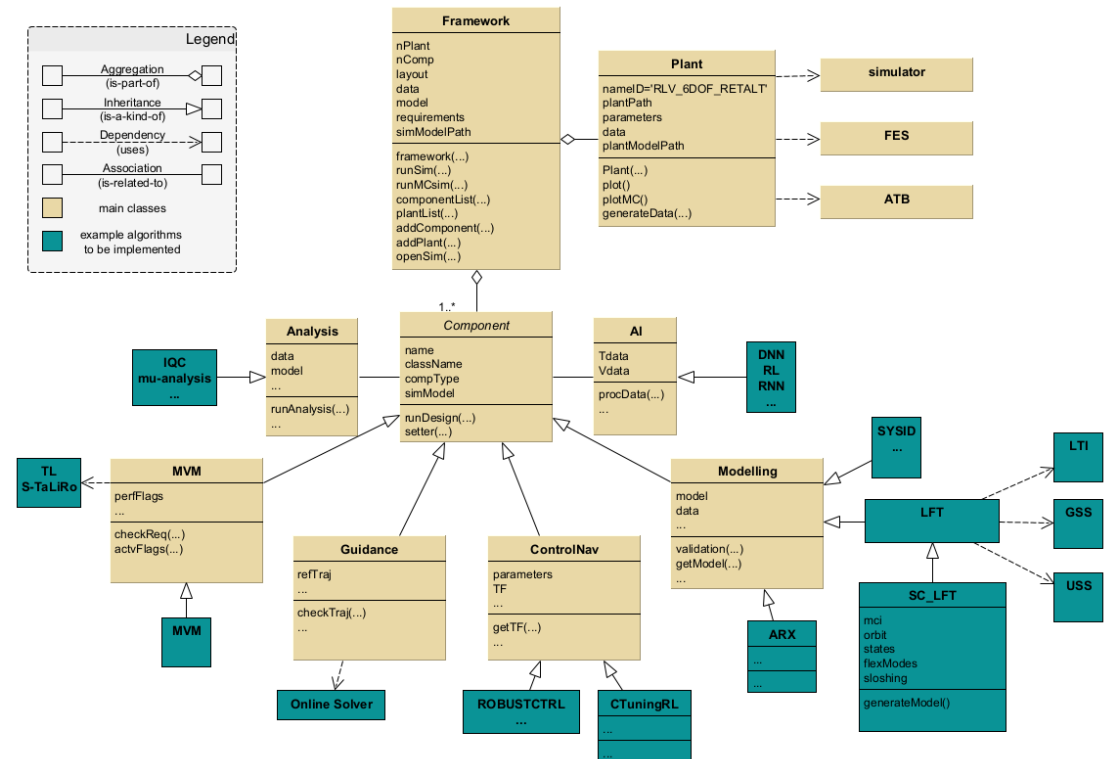 Legend
Aggregation
(is-part-of)
Inheritance
(is-a-kind-of)
Dependency
(uses)
Association
(is-related-to)
main classes
example algorithms
to be implemented
Framework
nPlant
nComp
layout
data
model
requirements
simModelPath
framework(...)
runSim(...)
runMCsim(...)
componentList(...)
plantList(...)
addComponent(...)
addPlant(...)
openSim(...)
Plant
nameID='RLV_6DOF_RETALT'
plantPath
parameters
data
plantModelPath
Plant(...)
plot()
plotMC()
generateData(...)
simulator
FES
ATB
1..*
Component
name
className
compType
simModel
runDesign(...)
setter(...)
Analysis
data
model
...
runAnalysis(...)
...
IQC
mu-analysis
...
AI
Tdata
Vdata
procData(...)
...
DNN
RL
RNN
...
TL
S-TaLiRo
MVM
perfFlags
...
checkReq(...)
actvFlags(...)
MVM
Guidance
refTraj
...
checkTraj(...)
...
Online Solver
ControlNav
parameters
TF
...
getTF(...)
...
ROBUSTCTRL
...
CTuningRL
...
...
Modelling
model
data
...
validation(...)
getModel(...)
...
SYSID
...
ARX
...
...
LFT
LTI
GSS
USS
SC_LFT
mci
orbit
states
flexModes
sloshing
generateModel()